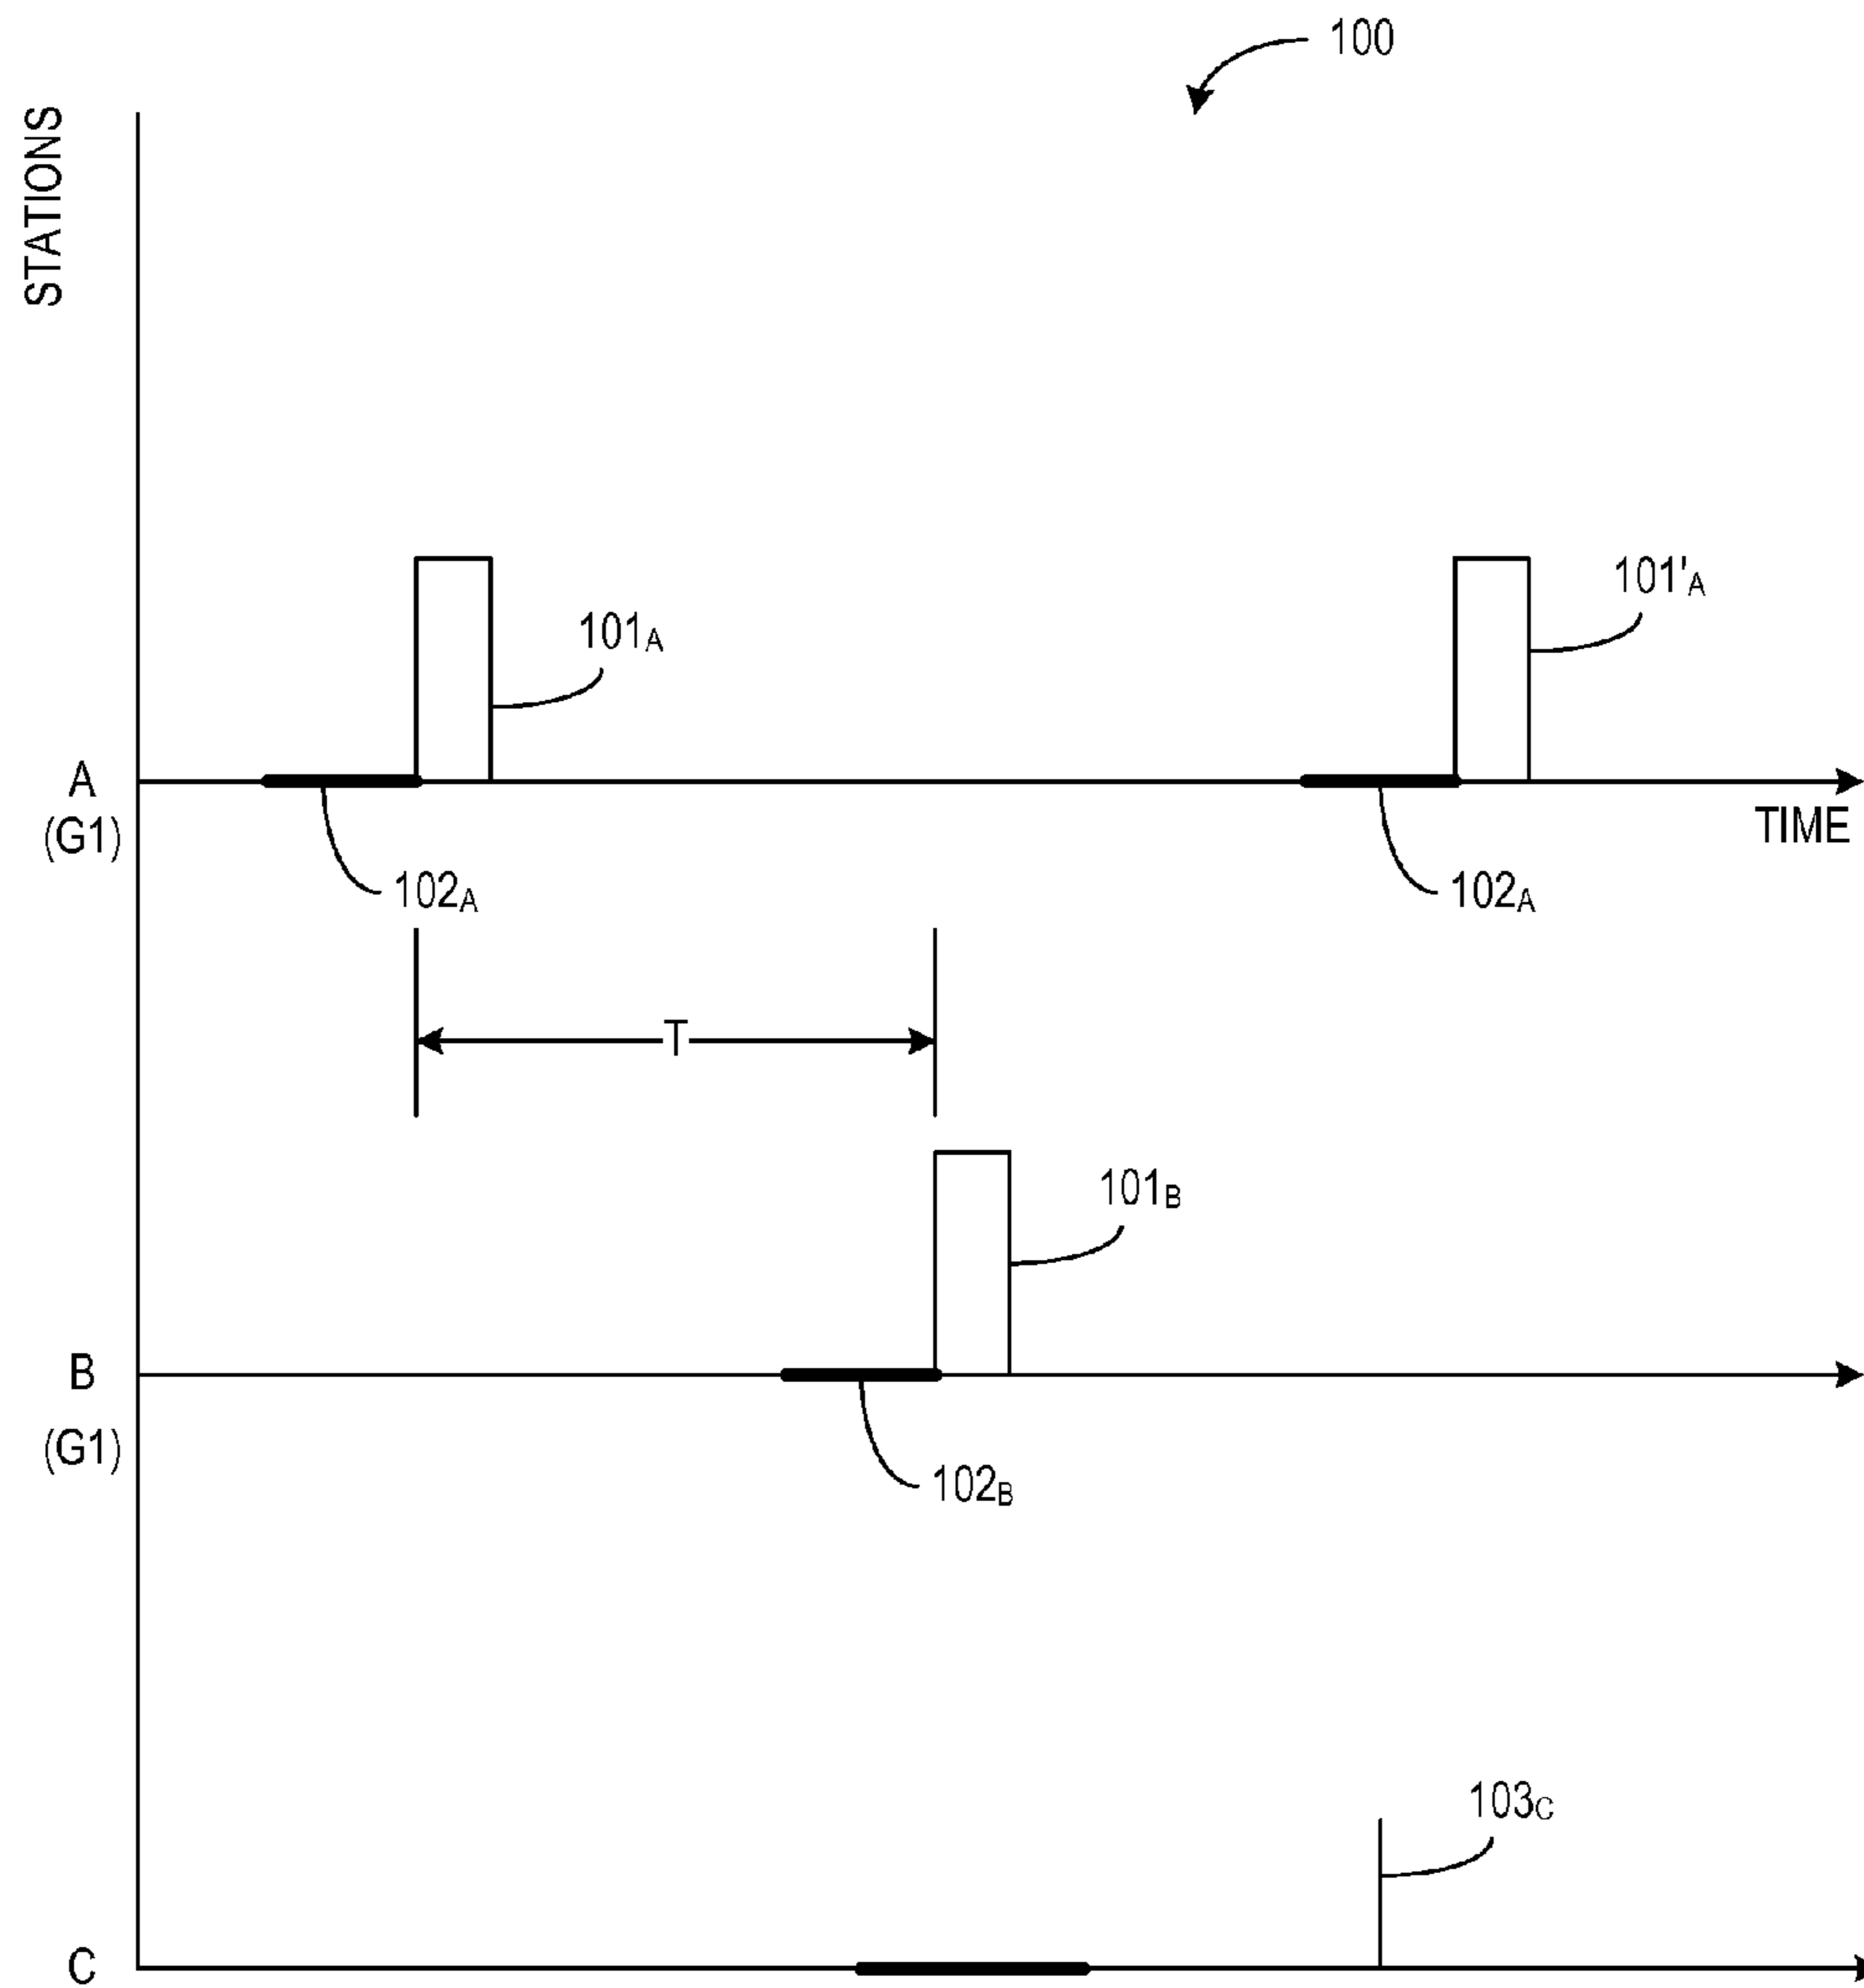 100
STATIONS
101'A
101A
A
(G1)
TIME
102A
102A
T
101B
B
(G1)
102B
103C
C